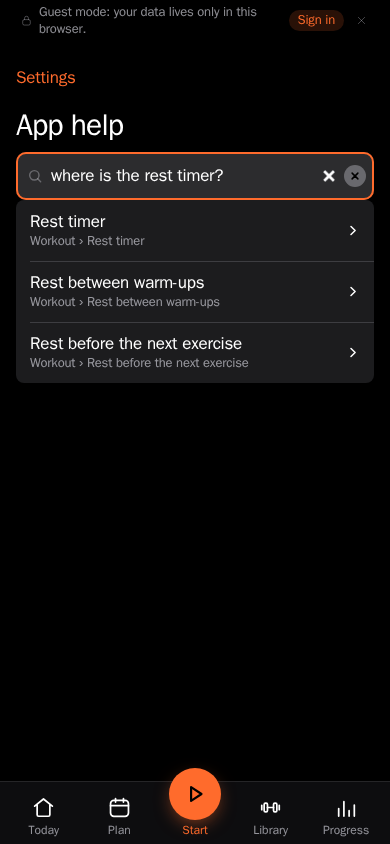 Guest mode: your data lives only in this
browser.
Sign in
Settings
App help
where is the rest timer?
Rest timer
Workout › Rest timer
Rest between warm-ups
Workout › Rest between warm-ups
Rest before the next exercise
Workout › Rest before the next exercise
Today
Plan
Start
Library
Progress